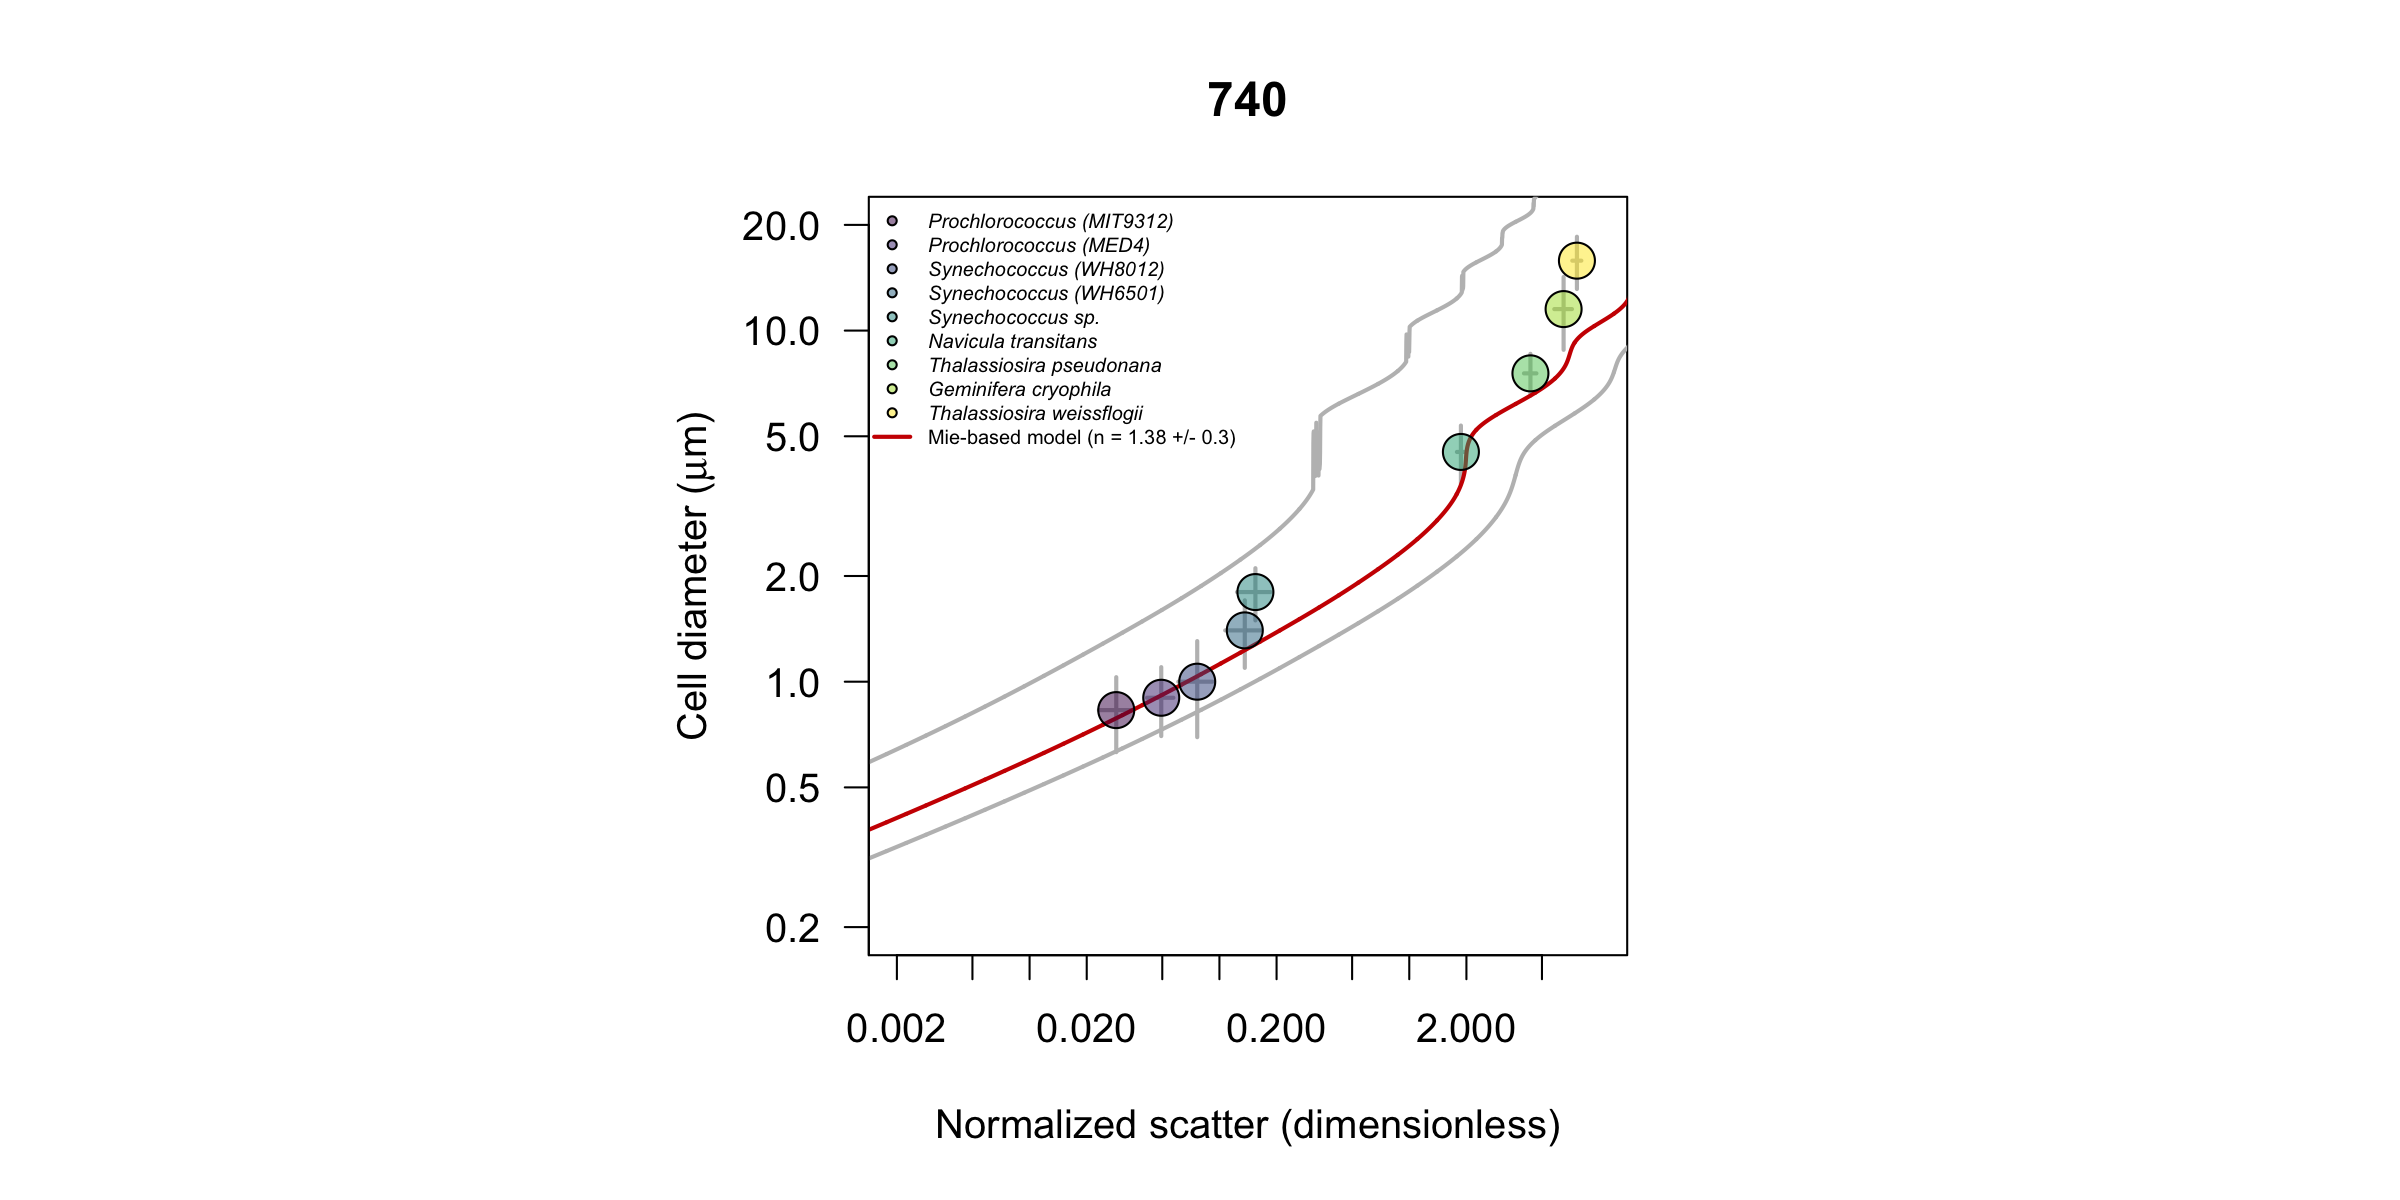 740
Prochlorococcus (MIT9312)
Prochlorococcus (MED4)
Synechococcus (WH8012)
Synechococcus (WH6501)
Synechococcus sp.
Navicula transitans
Thalassiosira pseudonana
Geminifera cryophila
Thalassiosira weissflogii
Mie-based model (n = 1.38 +/- 0.3)
Cell diameter (μm)
20.0
10.0
5.0
2.0
1.0
0.5
0.2
0.002 0.020 0.200 2.000
Normalized scatter (dimensionless)